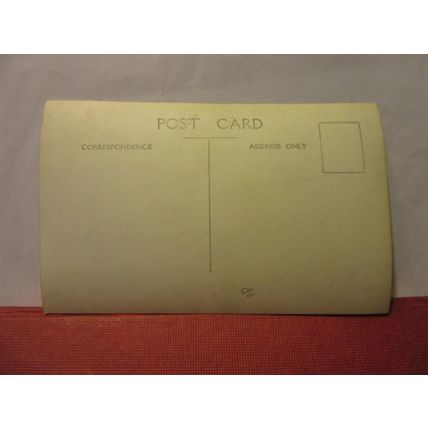 POST CARD
CORRESPONDENCE
ADDRESS ONLY